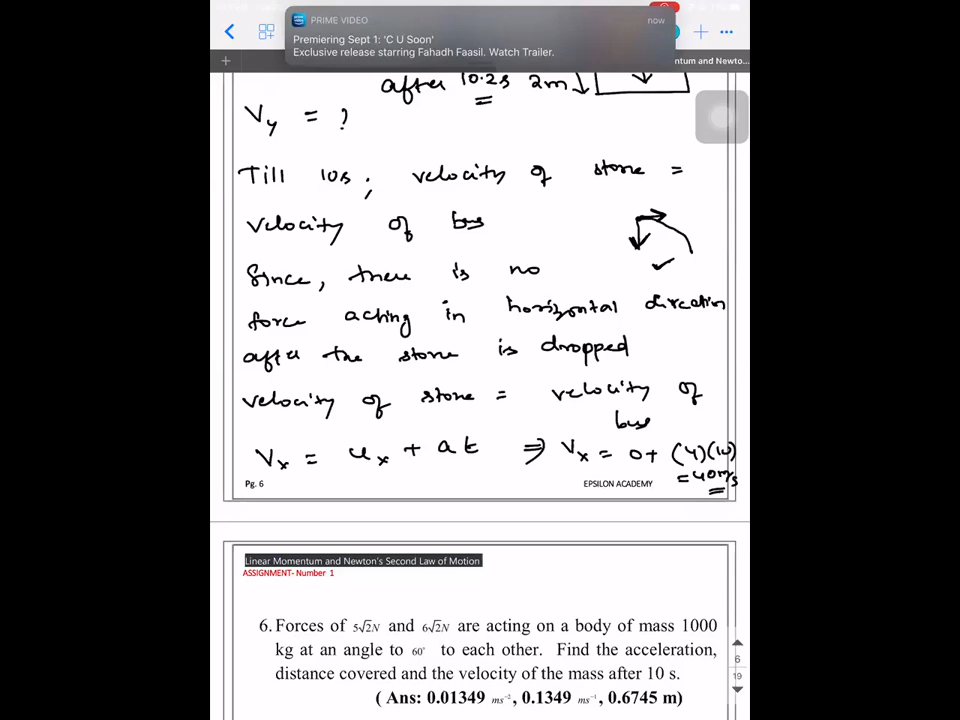 PRIME VIDEO
now
Premiering Sept 1: 'C U Soon'
Exclusive release starring Fahadh Faasil. Watch Trailer.
ntum and Newto...
after 10.2s 2m
Vy = ?
Till 10s, velocity of stone =
velocity of bus
Since, there is no
force acting in horizontal direction
after the stone is dropped
velocity of stone = velocity of
bus
Vx = ux + at ⇒ Vx = 0+ (4)(10)
= 40m/s
Pg. 6
EPSILON ACADEMY
Linear Momentum and Newton's Second Law of Motion
ASSIGNMENT- Number 1
6. Forces of 5√2N and 6√2N are acting on a body of mass 1000
kg at an angle to 60° to each other. Find the acceleration,
distance covered and the velocity of the mass after 10 s.
( Ans: 0.01349 ms⁻², 0.1349 ms⁻¹, 0.6745 m)
6
19